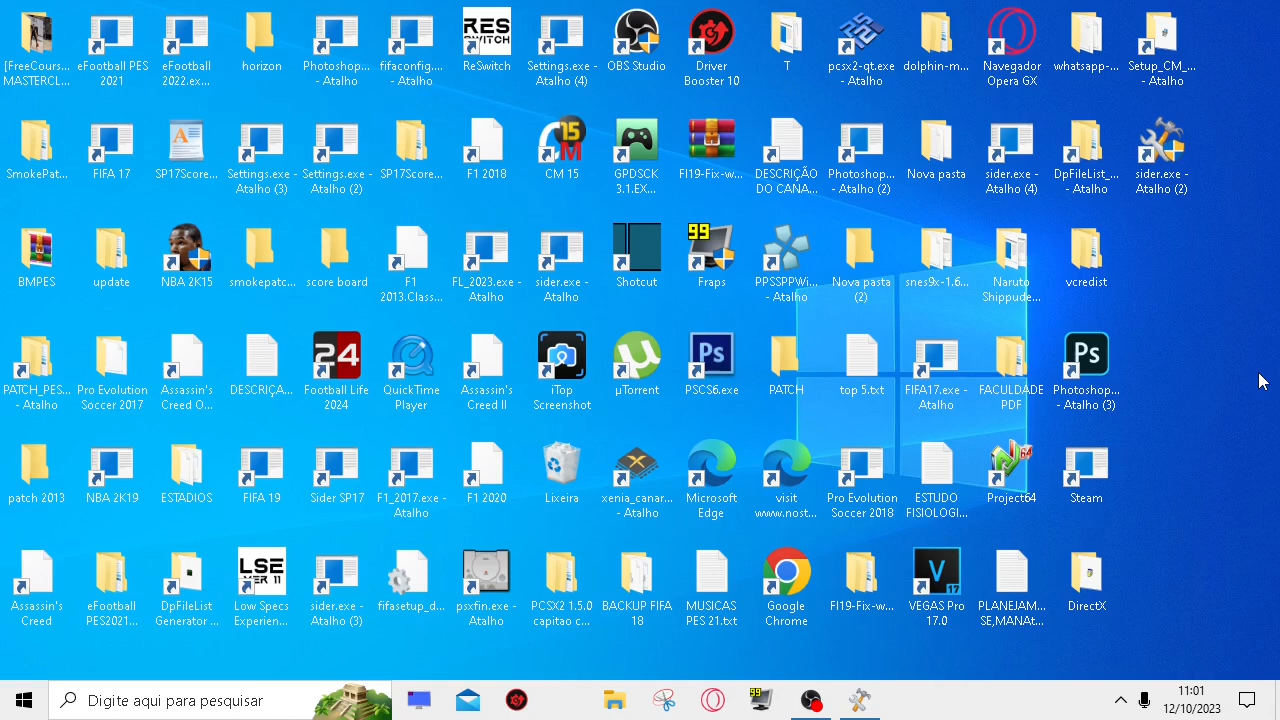 [FreeCours...
MASTERCL...
eFootball PES
2021
eFootball
2022.ex...
horizon
Photoshop...
- Atalho
fifaconfig....
- Atalho
RES
SWITCH
ReSwitch
Settings.exe -
Atalho (4)
OBS Studio
Driver
Booster 10
T
pcsx2-qt.exe
- Atalho
dolphin-m...
Navegador
Opera GX
whatsapp-...
Setup_CM_...
- Atalho
SmokePat...
FIFA 17
SP17Score...
Settings.exe -
Atalho (3)
Settings.exe -
Atalho (2)
SP17Score...
F1 2018
15
CM 15
GPDSCK
3.1.EX...
FI19-Fix-w...
DESCRIÇÃO
DO CANA...
Photoshop...
- Atalho (2)
Nova pasta
sider.exe -
Atalho (4)
DpFileList_...
- Atalho
sider.exe -
Atalho (2)
BMPES
update
NBA 2K15
smokepatc...
score board
F1
2013.Class...
FL_2023.exe -
Atalho
sider.exe -
Atalho
Shotcut
99
Fraps
PPSSPPWi...
- Atalho
Nova pasta
(2)
snes9x-1.6...
Naruto
Shippude...
vcredist
PATCH_PES...
- Atalho
Pro Evolution
Soccer 2017
Assassin's
Creed O...
DESCRIÇA...
24
Football Life
2024
QuickTime
Player
Assassin's
Creed II
iTop
Screenshot
µTorrent
Ps
PSCS6.exe
PATCH
top 5.txt
FIFA17.exe -
Atalho
FACULDADE
PDF
Ps
Photoshop...
- Atalho (3)
patch 2013
NBA 2K19
ESTADIOS
FIFA 19
Sider SP17
F1_2017.exe -
Atalho
F1 2020
Lixeira
xenia_canar...
- Atalho
Microsoft
Edge
visit
www.nost...
Pro Evolution
Soccer 2018
ESTUDO
FISIOLOGI...
64
Project64
Steam
Assassin's
Creed
eFootball
PES2021...
DpFileList
Generator ...
LSE
VER 11
Low Specs
Experien...
sider.exe -
Atalho (3)
fifasetup_d...
psxfin.exe -
Atalho
PCSX2 1.5.0
capitao c...
BACKUP FIFA
18
MUSICAS
PES 21.txt
Google
Chrome
FI19-Fix-w...
V
17
VEGAS Pro
17.0
PLANEJAM...
SE,MANAt...
DirectX
Digite aqui para pesquisar
99
11:01
12/10/2023